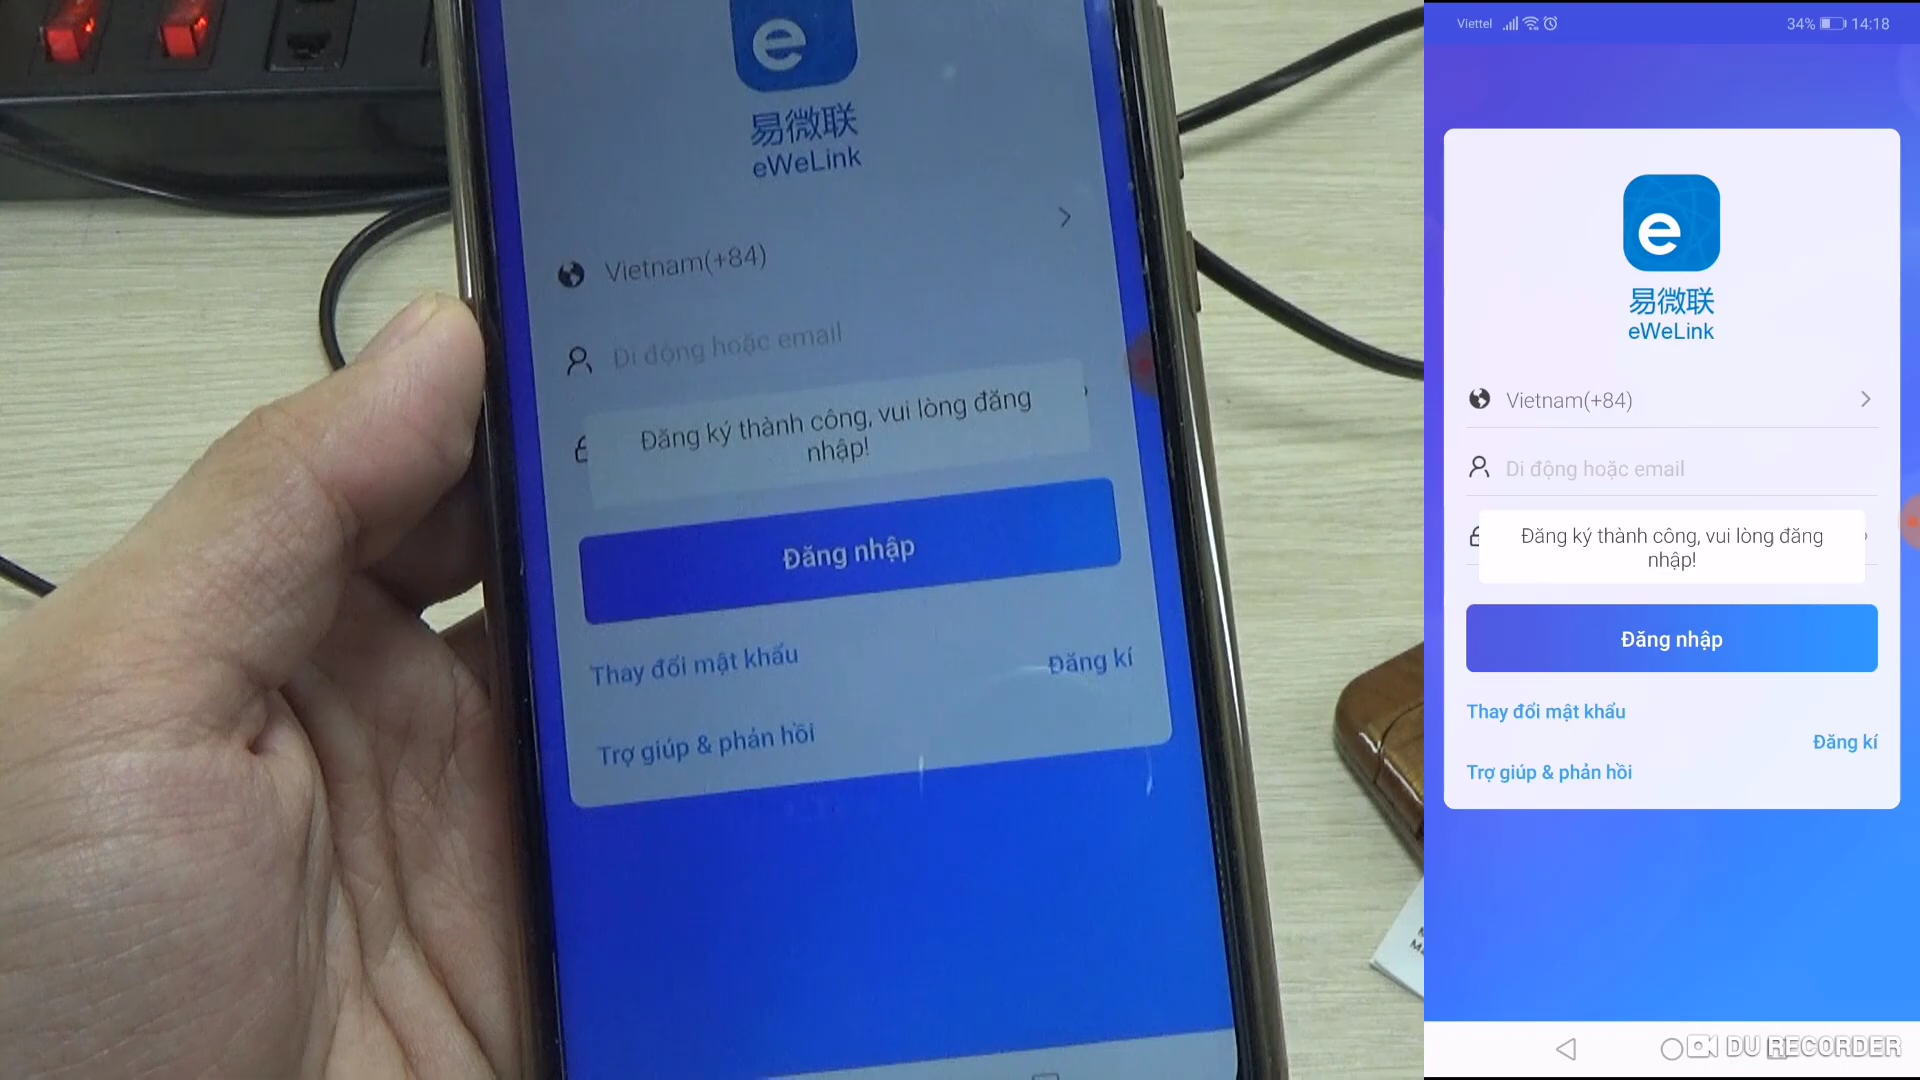 e
易微联
eWeLink
Vietnam(+84)
Di động hoặc email
Đăng ký thành công, vui lòng đăng
nhập!
Đăng nhập
Thay đổi mật khẩu
Đăng kí
Trợ giúp & phản hồi
Viettel
34%
14:18
e
易微联
eWeLink
Vietnam(+84)
Di động hoặc email
Đăng ký thành công, vui lòng đăng
nhập!
Đăng nhập
Thay đổi mật khẩu
Đăng kí
Trợ giúp & phản hồi
DU RECORDER